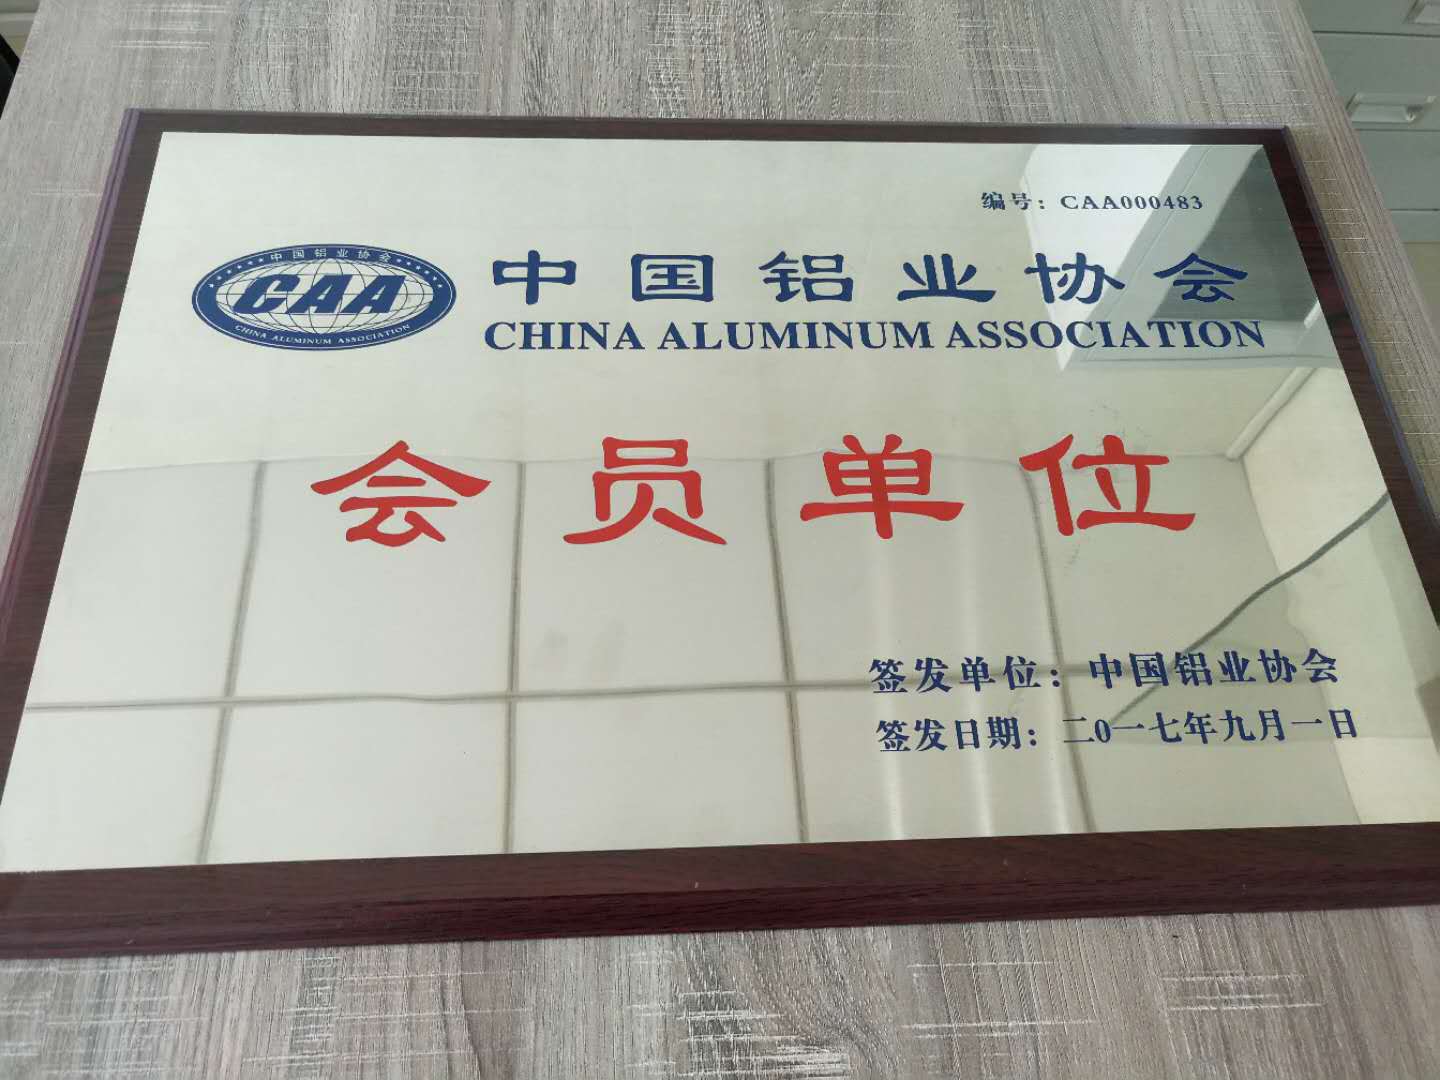 编号：CAA000483
中国铝业协会
CAA
CHINA ALUMINUM ASSOCIATION
中国铝业协会
CHINA ALUMINUM ASSOCIATION
会员单位
签发单位：中国铝业协会
签发日期：二0一七年九月一日